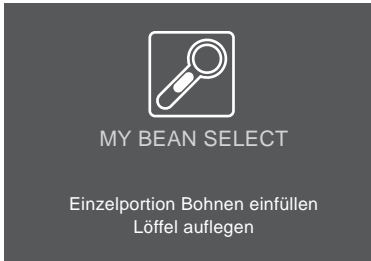 MY BEAN SELECT
Einzelportion Bohnen einfüllen
Löffel auflegen